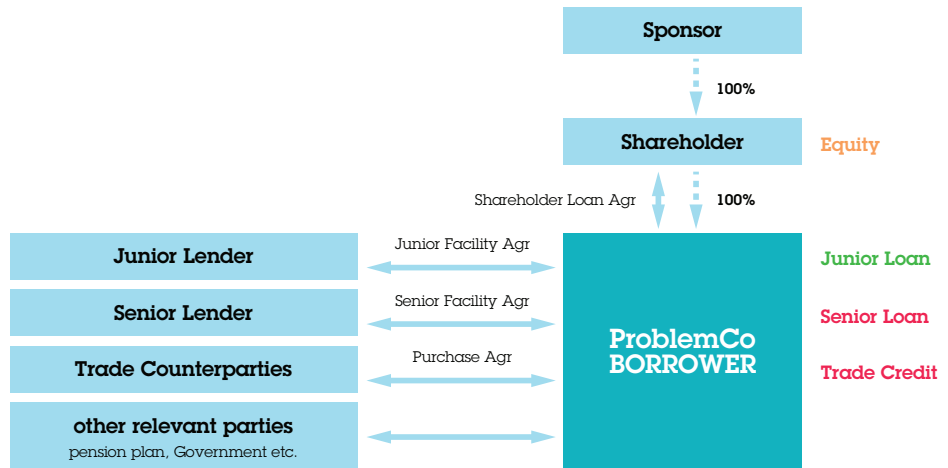 Sponsor
100%
Shareholder
Equity
Shareholder Loan Agr
100%
Junior Lender
Junior Facility Agr
Junior Loan
Senior Lender
Senior Facility Agr
Senior Loan
ProblemCo
BORROWER
Trade Counterparties
Purchase Agr
Trade Credit
other relevant parties
pension plan, Government etc.